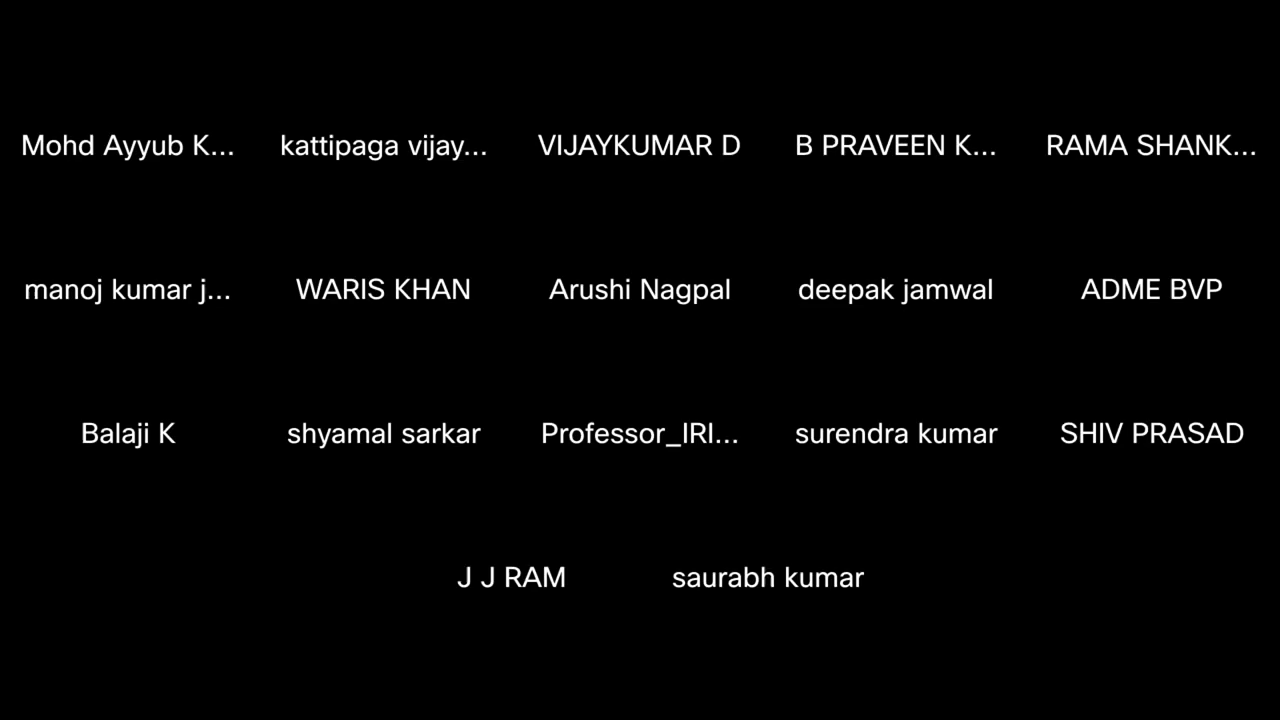 Mohd Ayyub K... kattipaga vijay... VIJAYKUMAR D B PRAVEEN K... RAMA SHANK...
manoj kumar j... WARIS KHAN Arushi Nagpal deepak jamwal ADME BVP
Balaji K shyamal sarkar Professor_IRI... surendra kumar SHIV PRASAD
J J RAM saurabh kumar